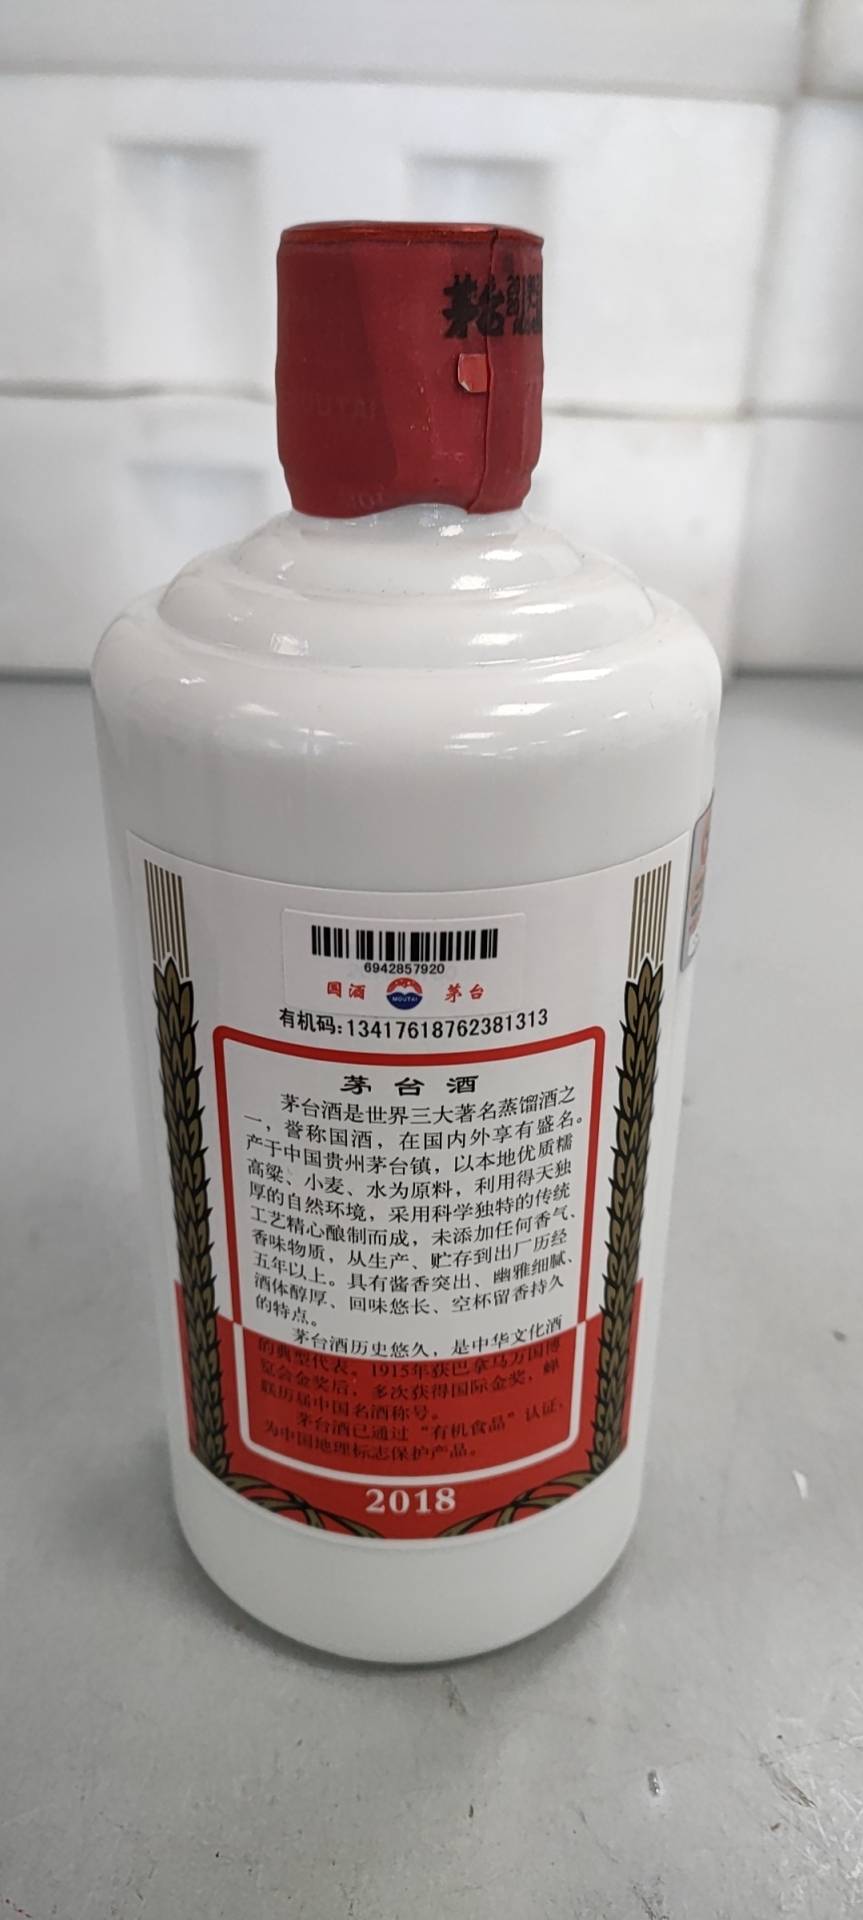 茅台
MOUTAI
6942857920
国酒 MOUTAI 茅台
有机码:13417618762381313
茅台酒
茅台酒是世界三大著名蒸馏酒之
一，誉称国酒，在国内外享有盛名。
产于中国贵州茅台镇，以本地优质糯
高粱、小麦、水为原料，利用得天独
厚的自然环境，采用科学独特的传统
工艺精心酿制而成，未添加任何香气、
香味物质，从生产、贮存到出厂历经
五年以上。具有酱香突出、幽雅细腻、
酒体醇厚、回味悠长、空杯留香持久
的特点。
茅台酒历史悠久，是中华文化酒
的典型代表。1915年获巴拿马万国博
览会金奖后，多次获得国际金奖，蝉
联历届中国名酒称号。
茅台酒已通过“有机食品”认证，
为中国地理标志保护产品。
2018